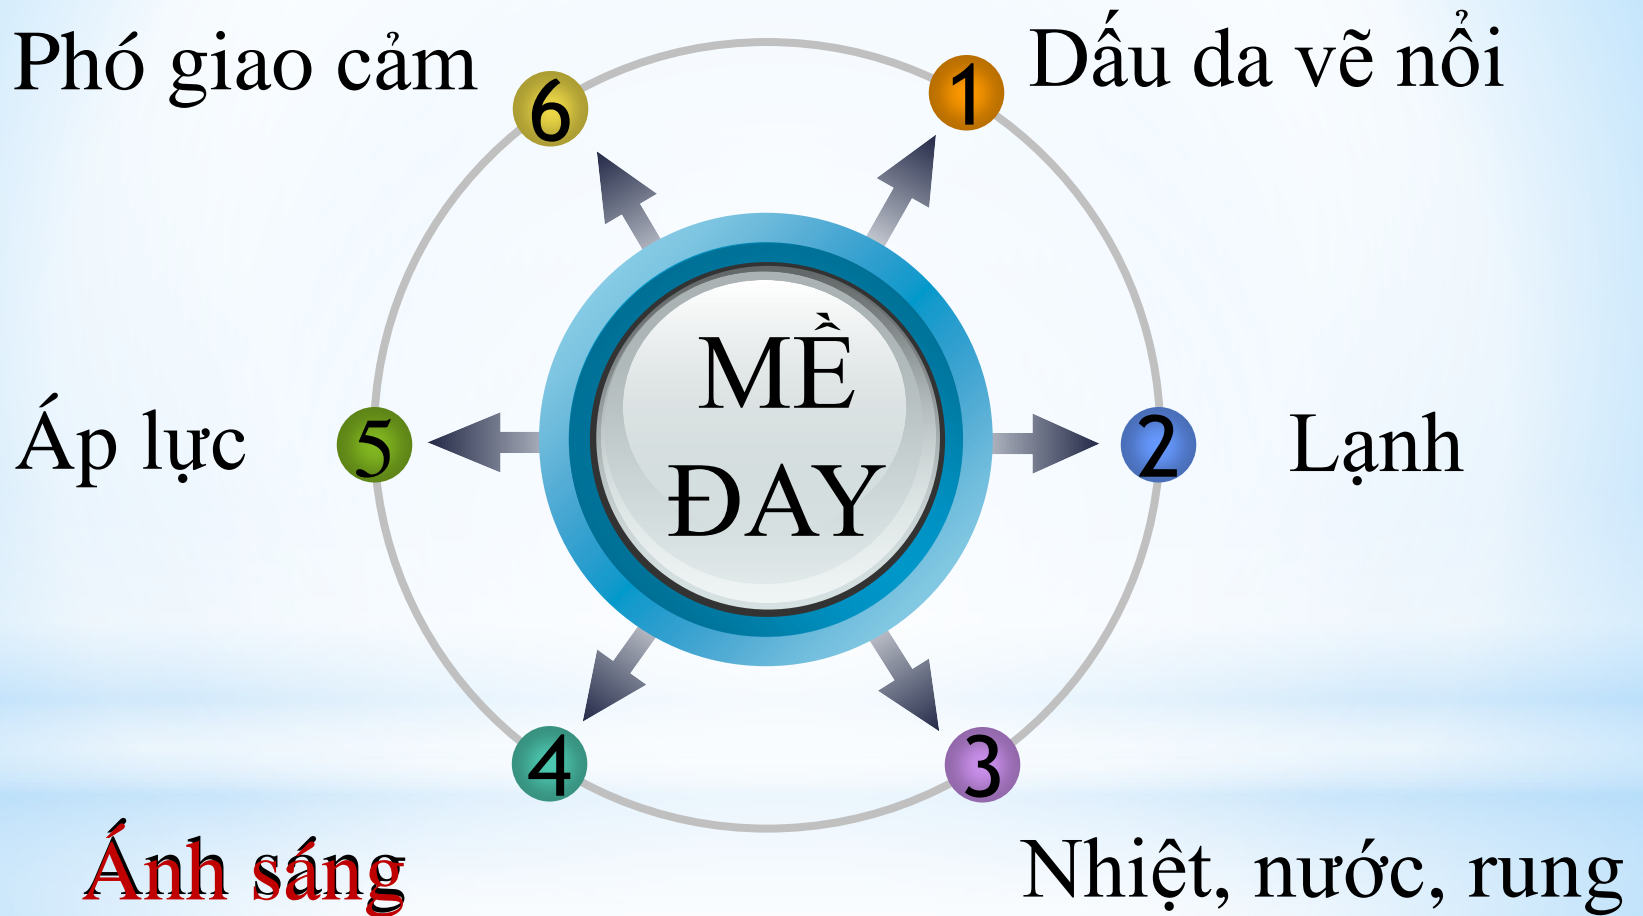 Phó giao cảm
6
1
Dấu da vẽ nổi
MỀ
ĐAY
Áp lực
5
2
Lạnh
4
3
Ánh sáng
Nhiệt, nước, rung